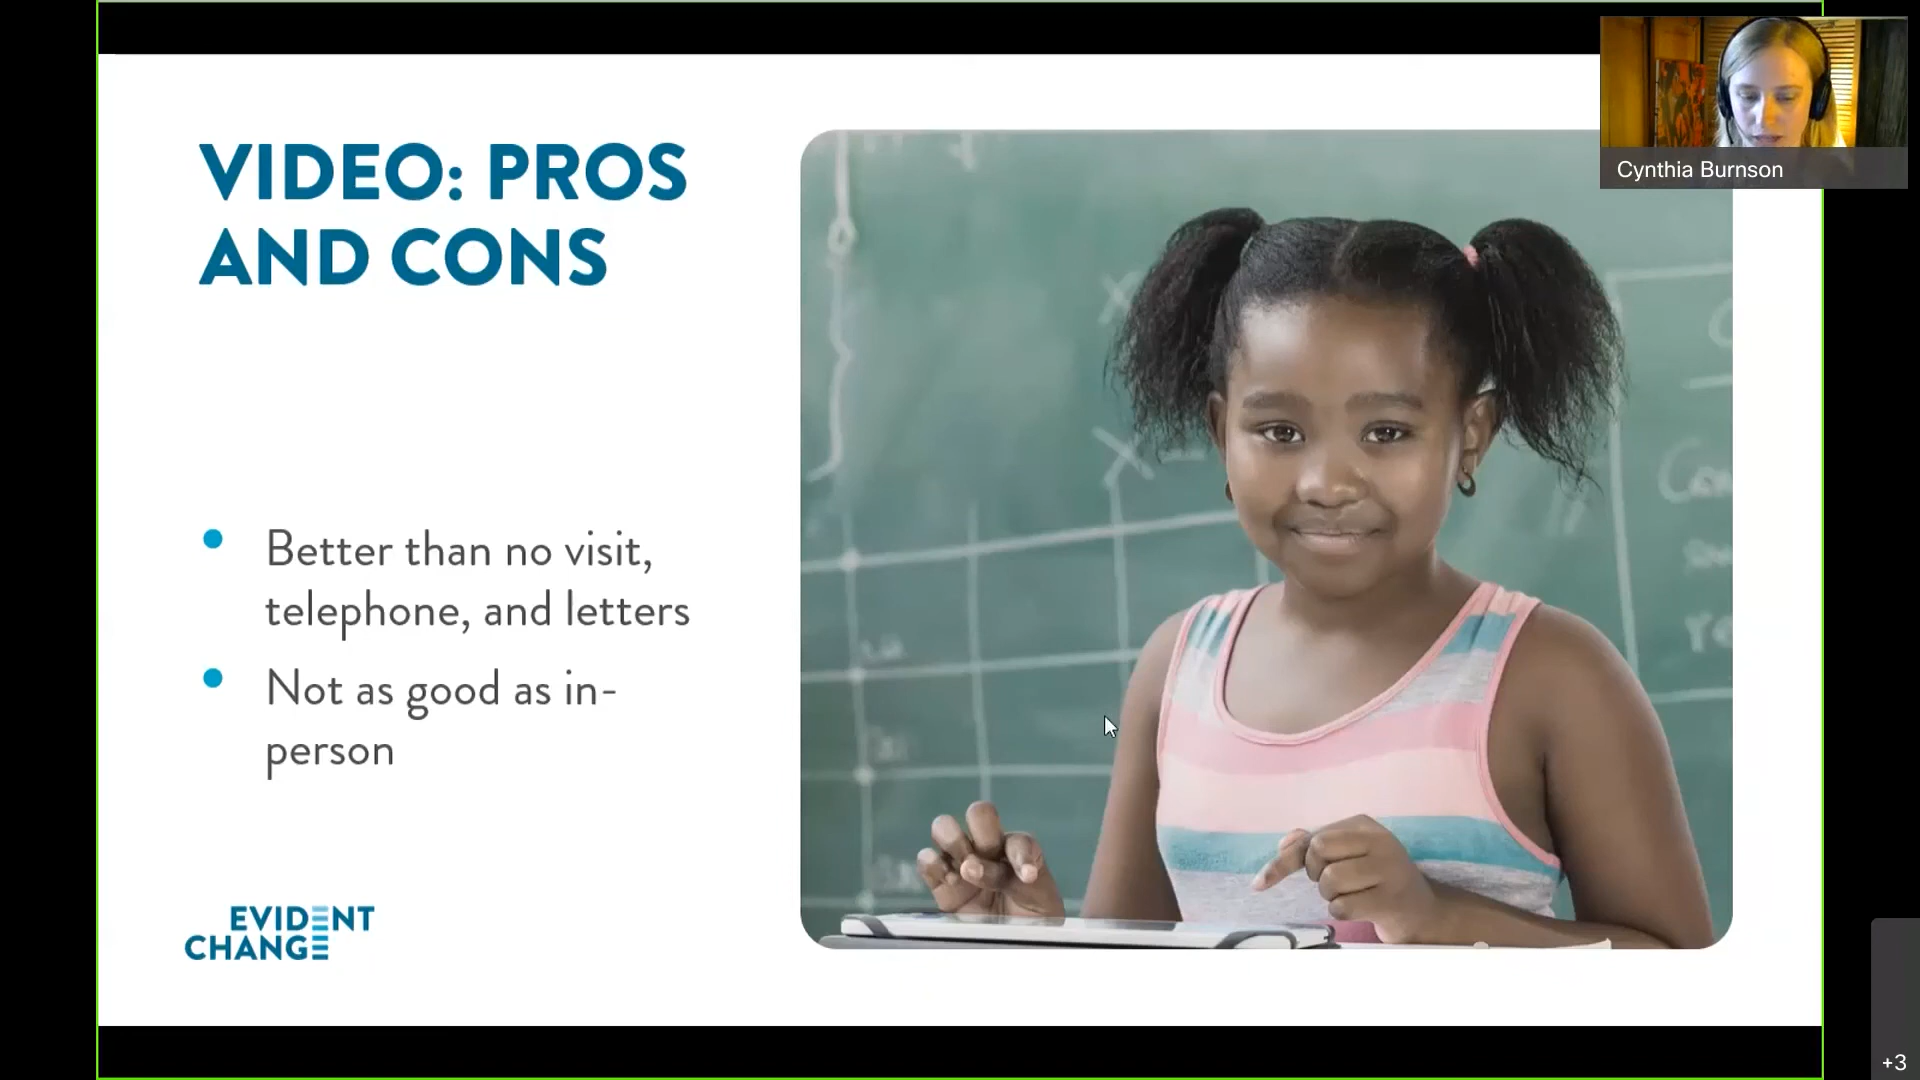 VIDEO: PROS
AND CONS
Better than no visit,
telephone, and letters
Not as good as in-
person
EVIDENT
CHANGE
Cynthia Burnson
+3